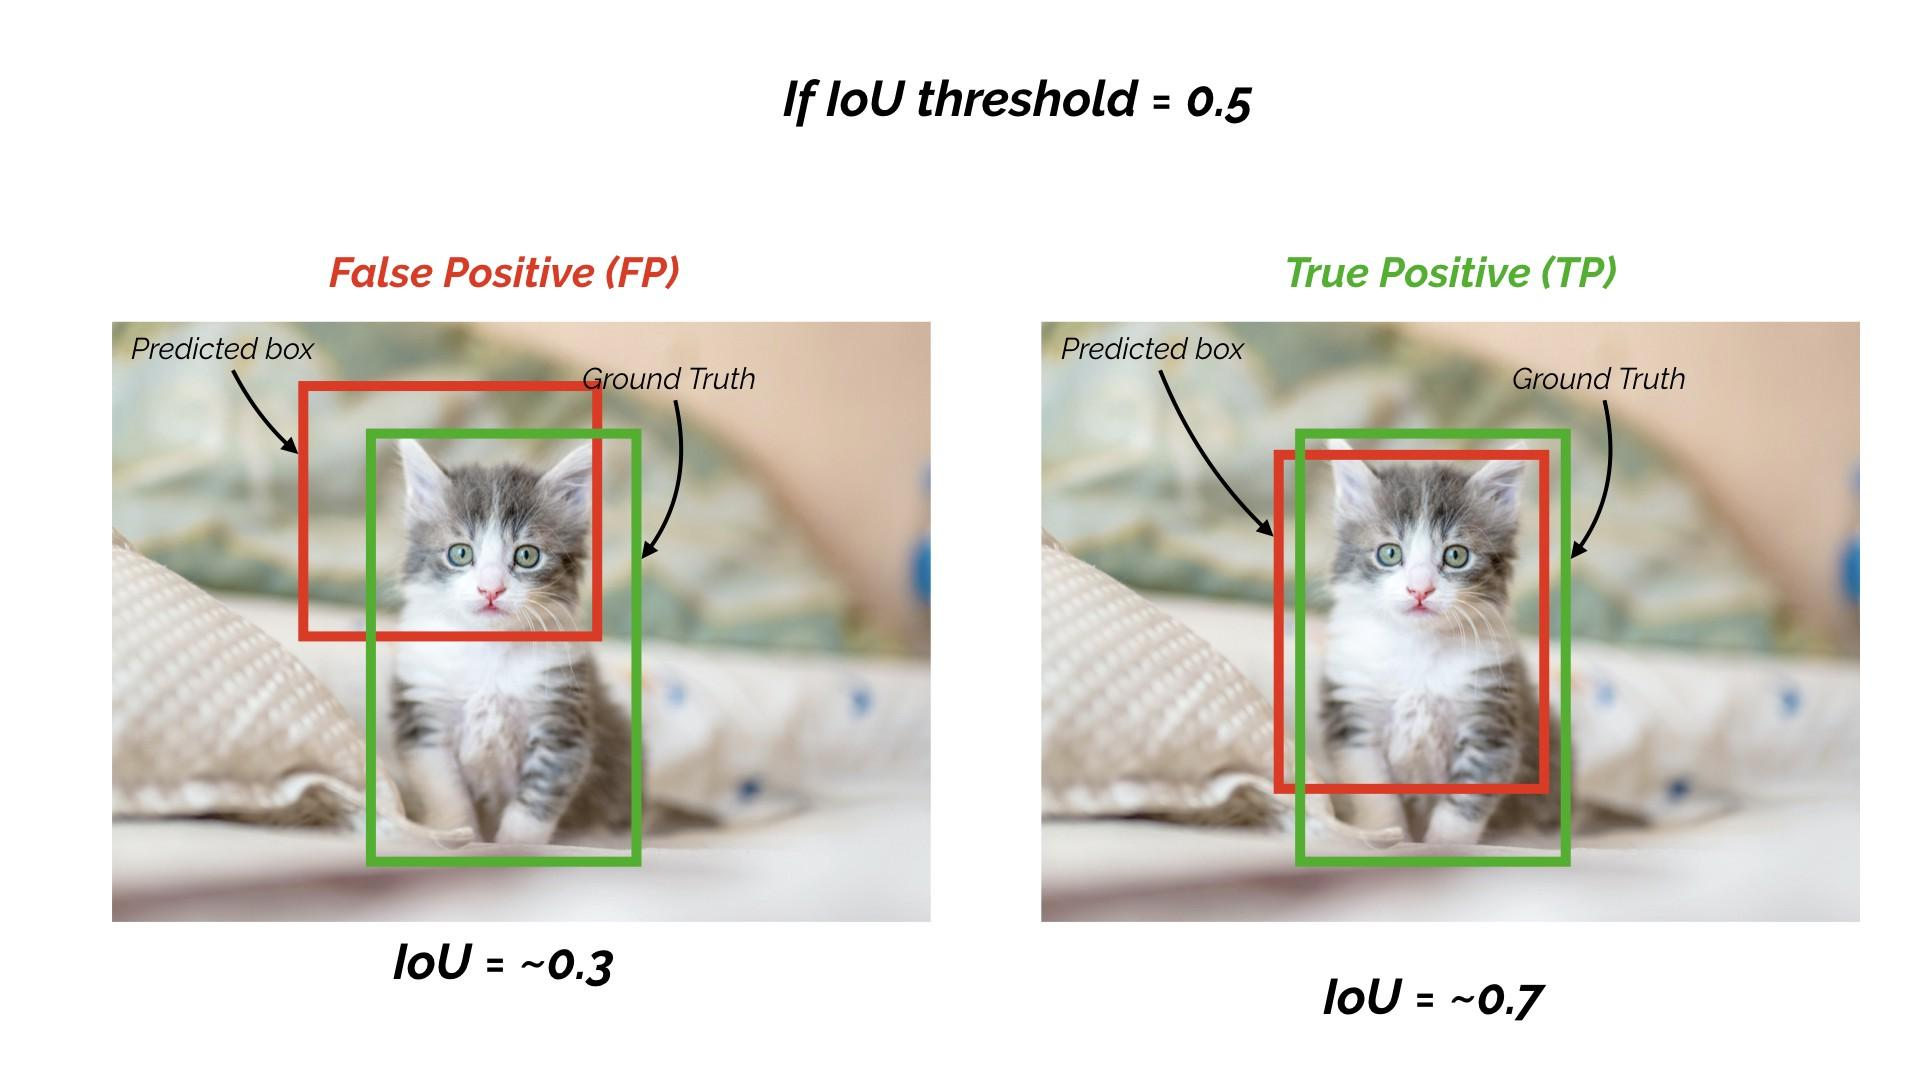 If IoU threshold = 0.5
False Positive (FP)
Predicted box
Ground Truth
IoU = ~0.3
True Positive (TP)
Predicted box
Ground Truth
IoU = ~0.7